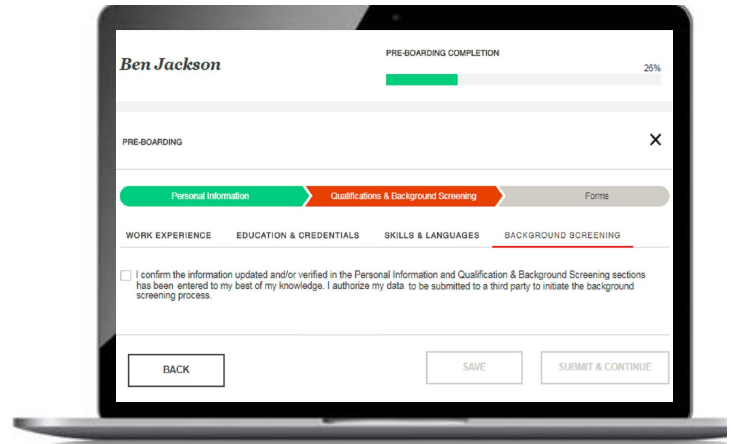 Ben Jackson
PRE-BOARDING COMPLETION
26%
PRE-BOARDING
X
Personal Information
Qualifications & Background Screening
Forms
WORK EXPERIENCE
EDUCATION & CREDENTIALS
SKILLS & LANGUAGES
BACKGROUND SCREENING
I confirm the information updated and/or verified in the Personal Information and Qualification & Background Screening sections
has been entered to my best of my knowledge. I authorize my data to be submitted to a third party to initiate the background
screening process.
BACK
SAVE
SUBMIT & CONTINUE